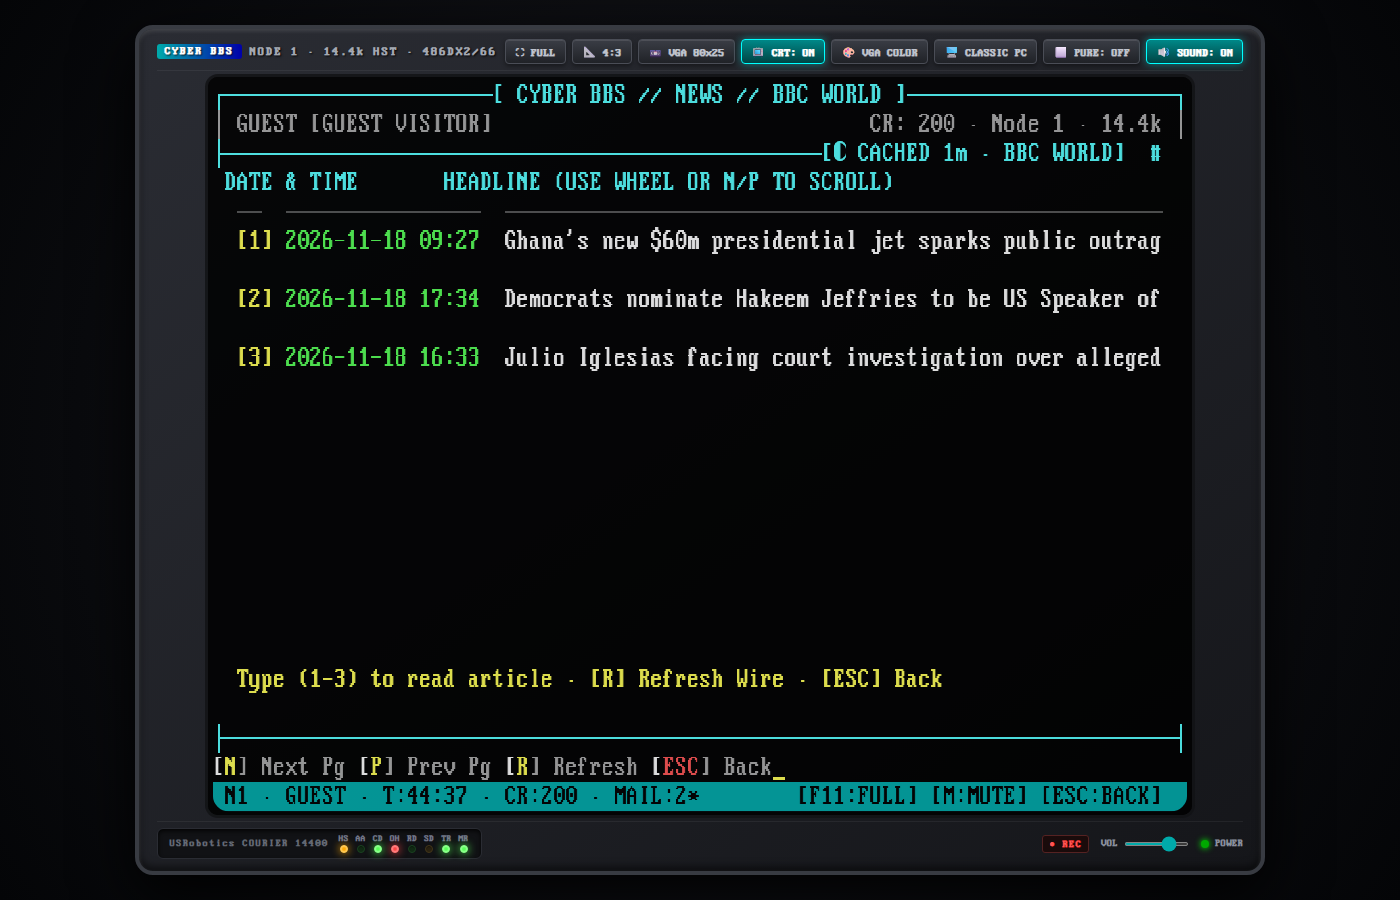 CYBER BBS NODE 1 · 14.4k HST · 486DX2/66 FULL 4:3 VGA 80x25 CRT: ON VGA COLOR CLASSIC PC PURE: OFF SOUND: ON
[ CYBER BBS // NEWS // BBC WORLD ]
GUEST [GUEST VISITOR] CR: 200 · Node 1 · 14.4k
[ CACHED 1m · BBC WORLD] #
DATE & TIME HEADLINE (USE WHEEL OR N/P TO SCROLL)
[1] 2026-11-18 09:27 Ghana's new $60m presidential jet sparks public outrag
[2] 2026-11-18 17:34 Democrats nominate Hakeem Jeffries to be US Speaker of
[3] 2026-11-18 16:33 Julio Iglesias facing court investigation over alleged
Type (1-3) to read article · [R] Refresh Wire · [ESC] Back
[N] Next Pg [P] Prev Pg [R] Refresh [ESC] Back_
N1 · GUEST · T:44:37 · CR:200 · MAIL:2* [F11:FULL] [M:MUTE] [ESC:BACK]
USRobotics COURIER 14400 HS AA CD OH RD SD TR MR ● REC VOL POWER